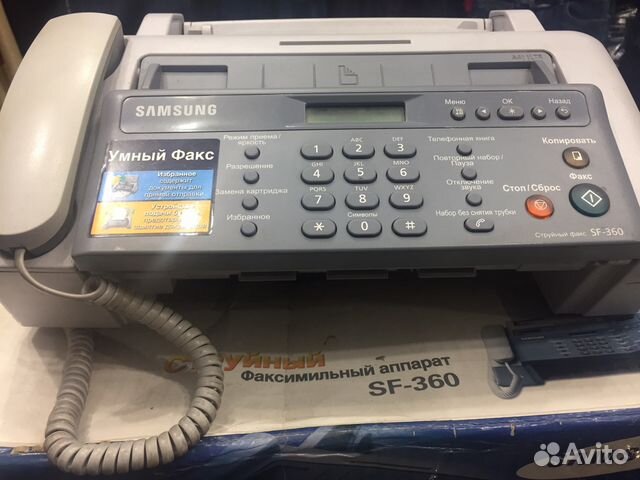 SAMSUNG
Умный Факс
Избранное
содержит
документы для
прямой отправки
Режим приема/
яркость
Разрешение
Замена картриджа
Избранное
1
ABC
2
DEF
3
GHI
4
JKL
5
MNO
6
PQRS
7
TUV
8
WXYZ
9
Символы
0
#
Меню
OK
Назад
Телефонная книга
Повторный набор/
Пауза
Отключение
звука
Набор без снятия трубки
Копировать
Факс
Стоп/Сброс
Струйный факс SF-360
Струйный
Факсимильный аппарат
SF-360
SAMSUNG
Avito